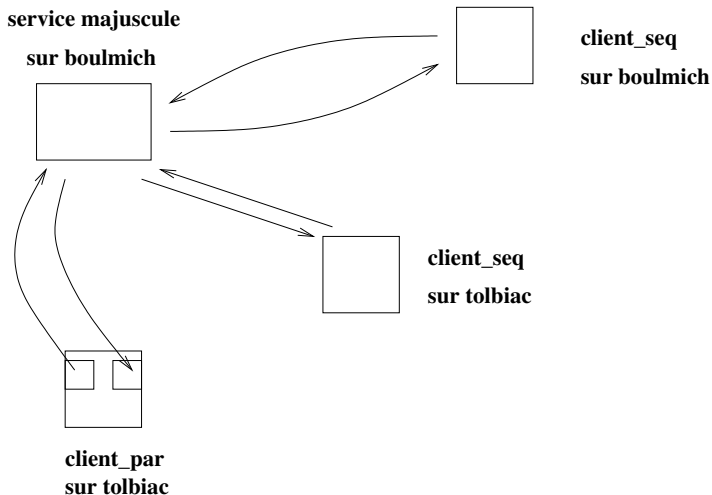 service majuscule
sur boulmich
client_seq
sur boulmich
client_seq
sur tolbiac
client_par
sur tolbiac